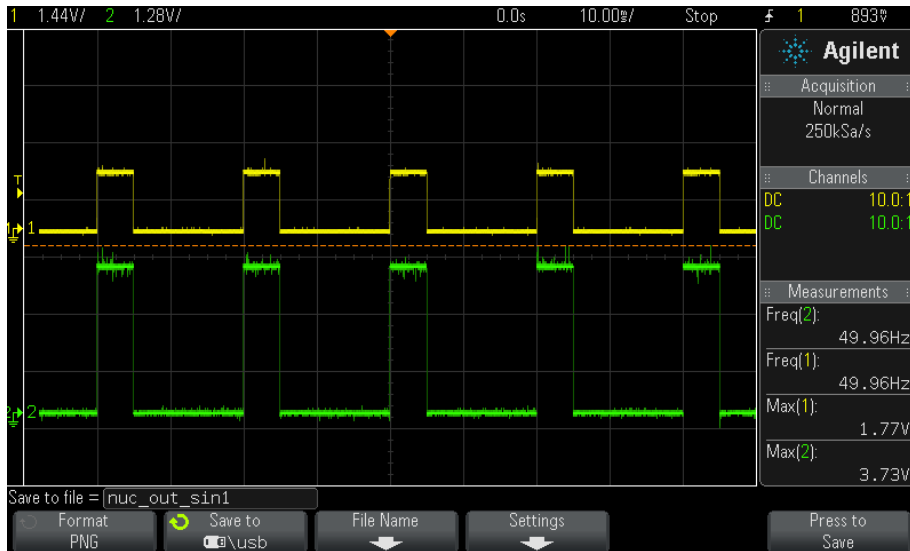 1 1.44V/ 2 1.28V/ 0.0s 10.00ms/ Stop 1 893mV
Agilent
Acquisition
Normal
250kSa/s
Channels
DC 10.0:1
DC 10.0:1
Measurements
Freq(2):
49.96Hz
Freq(1):
49.96Hz
Max(1):
1.77V
Max(2):
3.73V
T
1
2
Save to file = nuc_out_sin1
Format
PNG
Save to
\usb
File Name
Settings
Press to
Save